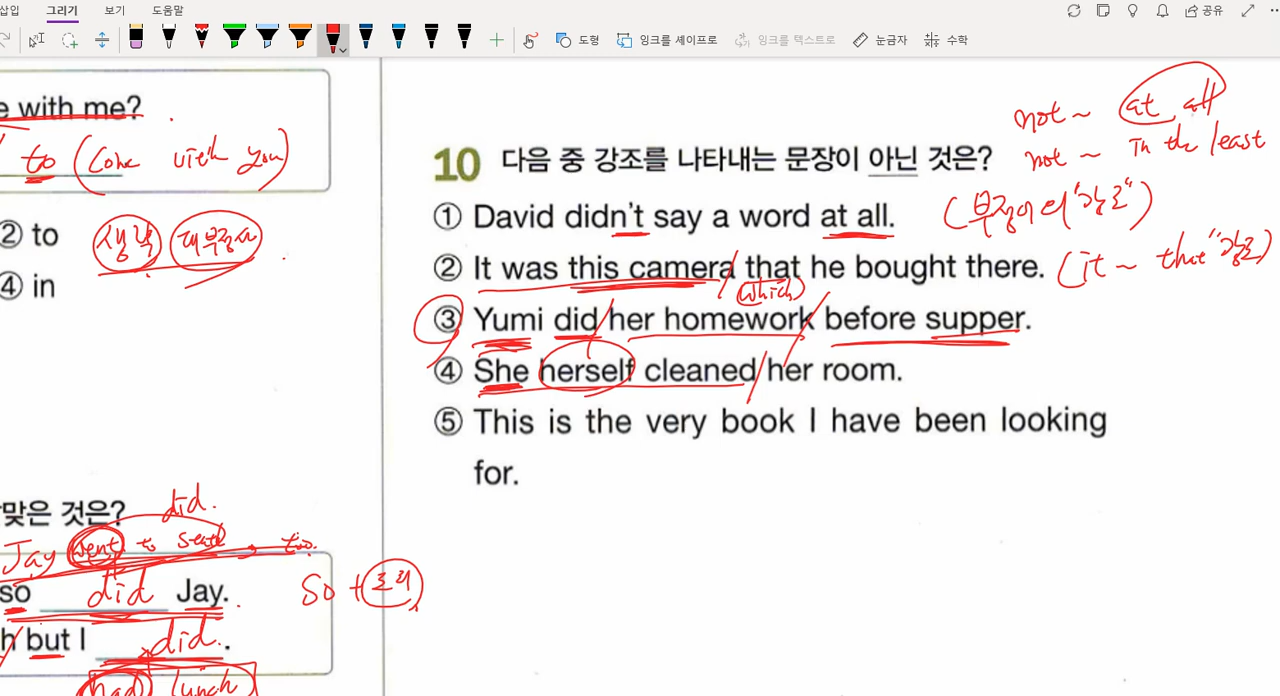 삽입 그리기 보기 도움말
공유
도형 잉크를 셰이프로 잉크를 텍스트로 눈금자 수학
e with me?
to (Come with you)
② to 생략 대부정사
④ in
맞은 것은?
did.
Jay went to , too.
so did Jay. So + 도치
h but I did.
had lunch
not ~ at all
not ~ in the least
10 다음 중 강조를 나타내는 문장이 아닌 것은?
① David didn't say a word at all. (부정어의 "강조")
② It was this camera that he bought there. (it ~ that "강조)
(which)
③ Yumi did her homework before supper.
④ She herself cleaned her room.
⑤ This is the very book I have been looking
for.